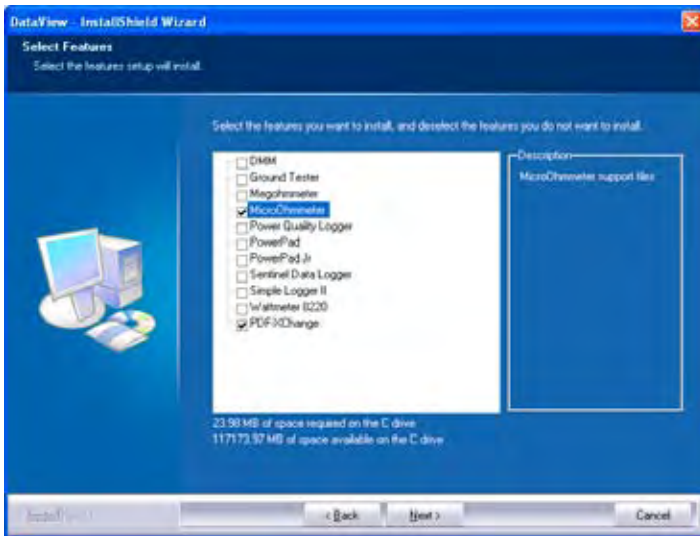 DataView - InstallShield Wizard
Select Features
Select the features setup will install.
Select the features you want to install, and deselect the features you do not want to install.
DMM
Ground Tester
Megohmmeter
MicroOhmmeter
Power Quality Logger
PowerPad
PowerPad Jr
Sentinel Data Logger
Simple Logger II
Wattmeter 8220
PDF-XChange
Description
MicroOhmmeter support files
23.98 MB of space required on the C drive
117173.97 MB of space available on the C drive
InstallShield
< Back
Next >
Cancel